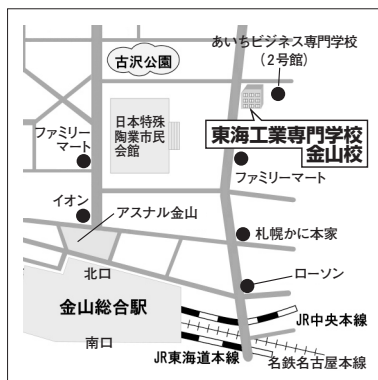 あいちビジネス専門学校
（2号館）
古沢公園
日本特殊
陶業市民
会館
東海工業専門学校
金山校
ファミリー
マート
ファミリーマート
イオン
アスナル金山
札幌かに本家
北口
ローソン
金山総合駅
JR中央本線
南口
JR東海道本線
名鉄名古屋本線